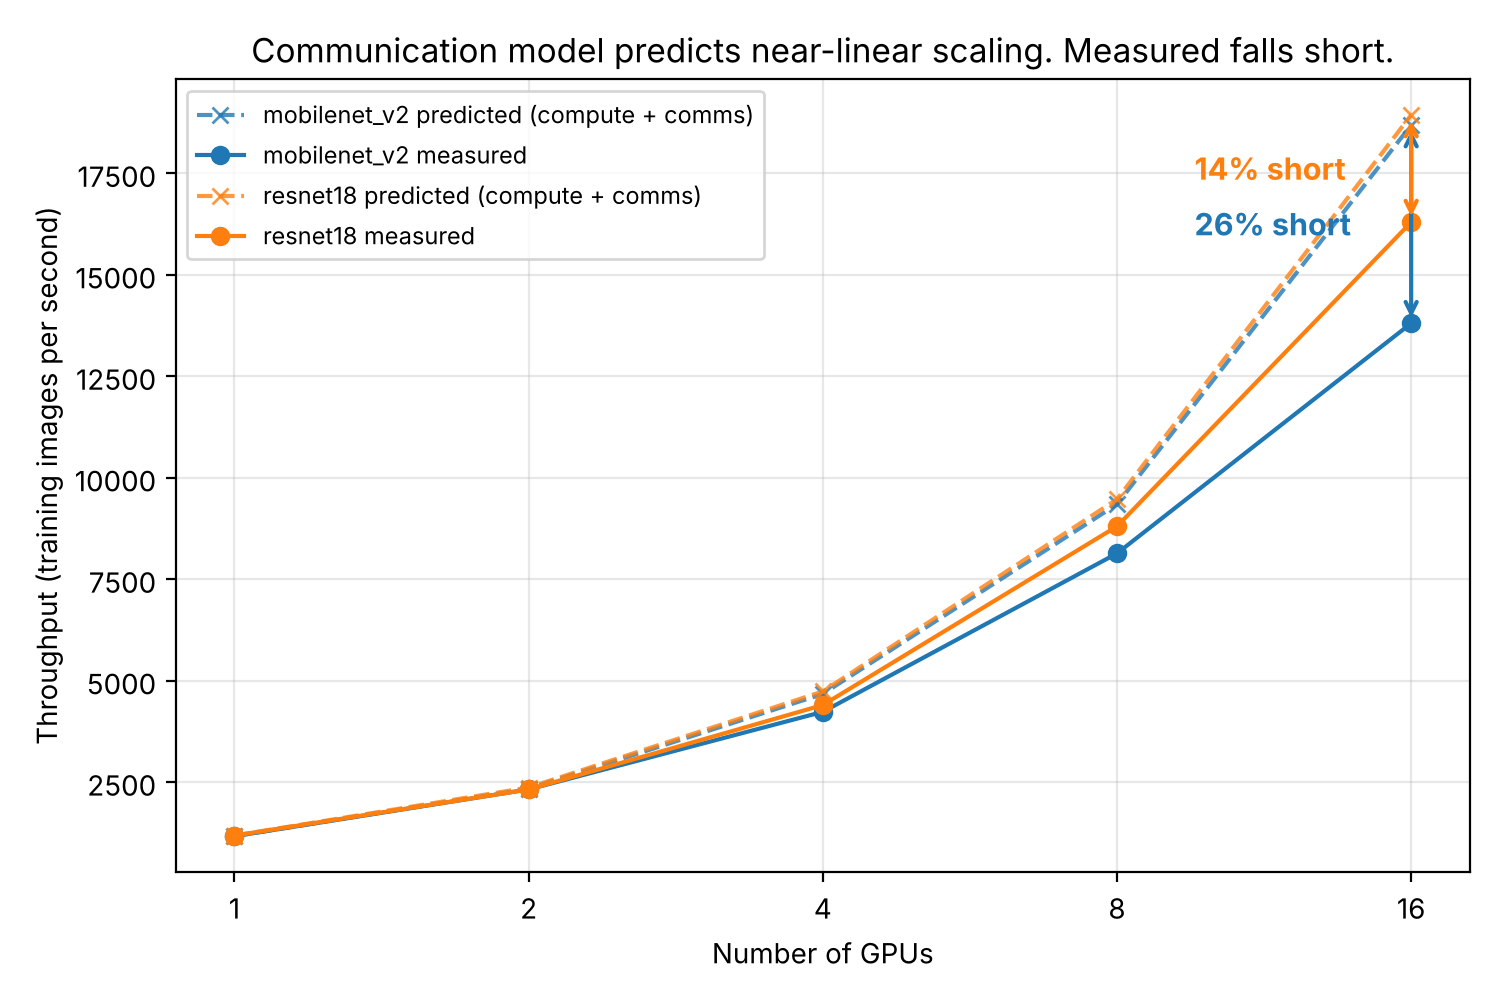 Communication model predicts near-linear scaling. Measured falls short.
mobilenet_v2 predicted (compute + comms)
mobilenet_v2 measured
resnet18 predicted (compute + comms)
resnet18 measured
14% short
26% short
Throughput (training images per second)
17500
15000
12500
10000
7500
5000
2500
1 2 4 8 16
Number of GPUs